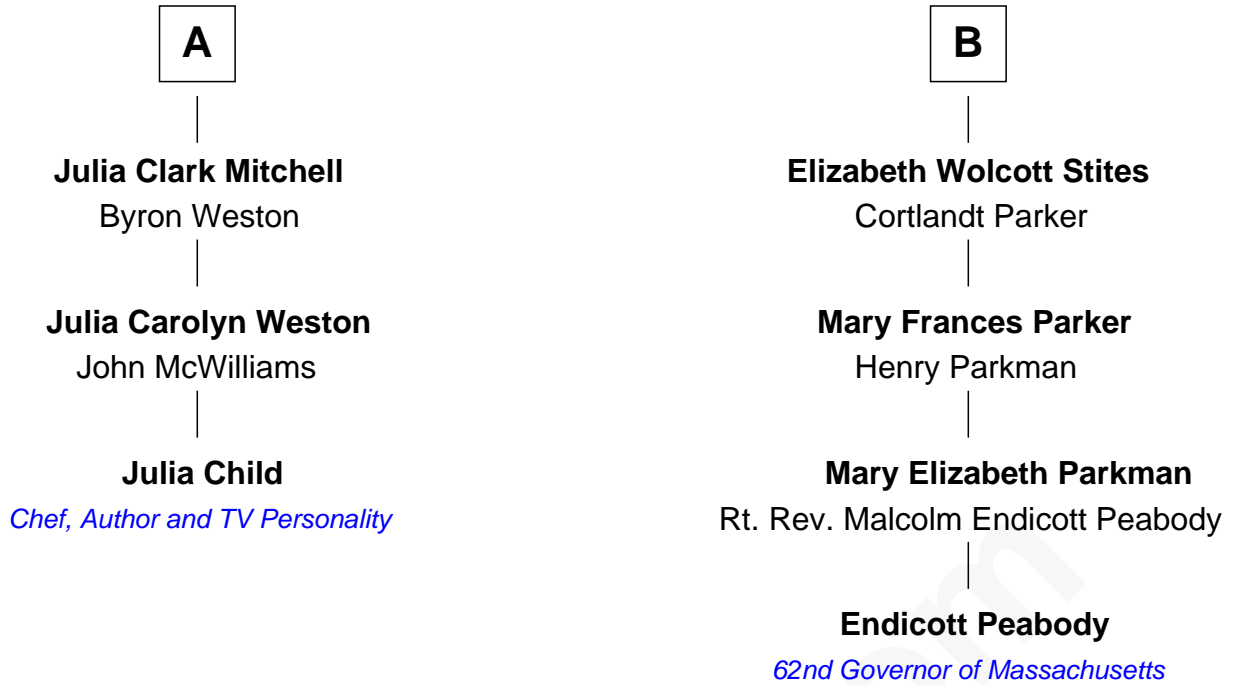 A
B
Julia Clark Mitchell
Byron Weston
Elizabeth Wolcott Stites
Cortlandt Parker
Julia Carolyn Weston
John McWilliams
Mary Frances Parker
Henry Parkman
Julia Child
Chef, Author and TV Personality
Mary Elizabeth Parkman
Rt. Rev. Malcolm Endicott Peabody
Endicott Peabody
62nd Governor of Massachusetts